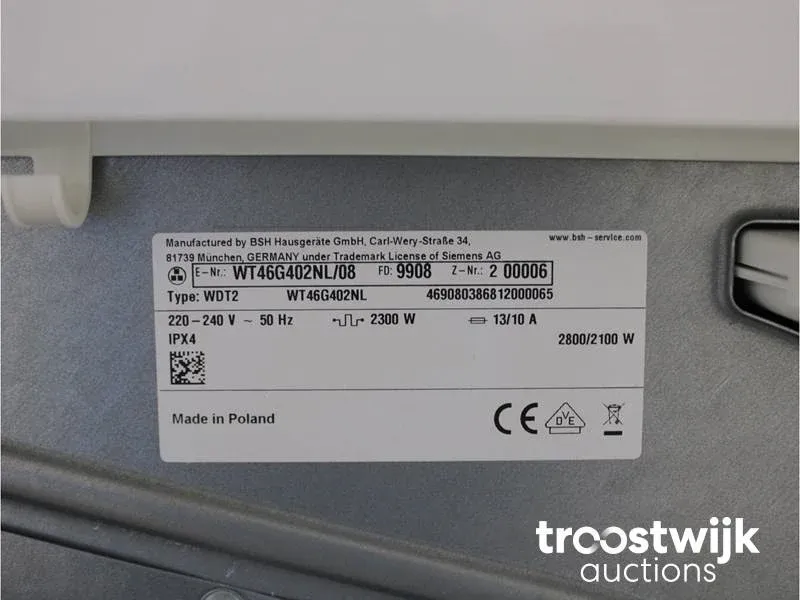 Manufactured by BSH Hausgeräte GmbH, Carl-Wery-Straße 34, www.bsh-service.com
81739 München, GERMANY under Trademark License of Siemens AG
E-Nr.: WT46G402NL/08 FD: 9908 Z-Nr.: 2 00006
Type: WDT2 WT46G402NL 469080386812000065
220-240 V ~ 50 Hz 2300 W 13/10 A
IPX4 2800/2100 W
Made in Poland CE DVE
troostwijk
auctions